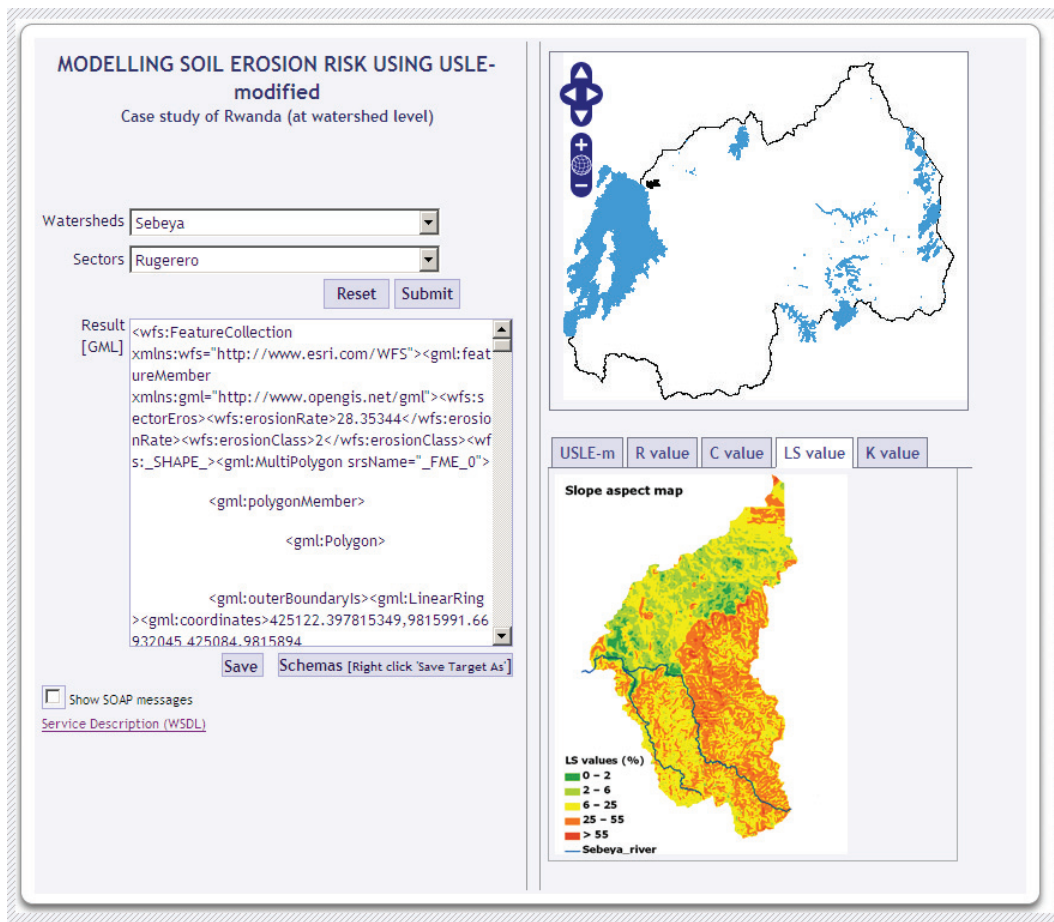 MODELLING SOIL EROSION RISK USING USLE-
modified
Case study of Rwanda (at watershed level)
Watersheds Sebeya
Sectors Rugerero
Reset Submit
Result
[GML]
<wfs:FeatureCollection
xmlns:wfs="http://www.esri.com/WFS"><gml:feat
ureMember
xmlns:gml="http://www.opengis.net/gml"><wfs:s
ectorEros><wfs:erosionRate>28.35344</wfs:erosio
nRate><wfs:erosionClass>2</wfs:erosionClass><wf
s:_SHAPE_><gml:MultiPolygon srsName="_FME_0">
<gml:polygonMember>
<gml:Polygon>
<gml:outerBoundaryIs><gml:LinearRing
><gml:coordinates>425122.397815349,9815991.66
932045 425084,9815894
Save Schemas [Right click 'Save Target As']
Show SOAP messages
Service Description (WSDL)
USLE-m R value C value LS value K value
Slope aspect map
LS values (%)
0 – 2
2 – 6
6 – 25
25 – 55
> 55
Sebeya_river